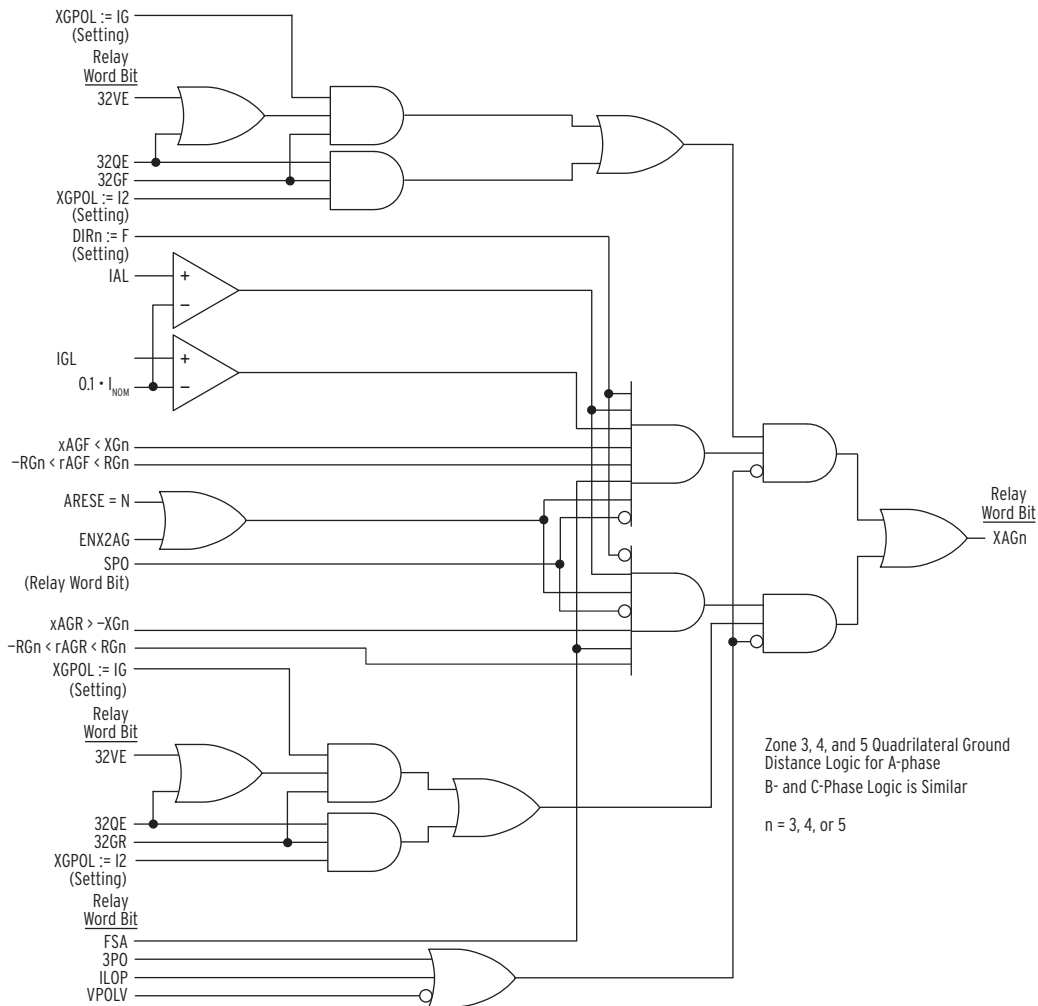 XGPOL := IG
(Setting)
Relay
Word Bit
32VE
32QE
32GF
XGPOL := I2
(Setting)
DIRn := F
(Setting)
IAL
+
−
IGL
+
0.1 • INOM
−
xAGF < XGn
−RGn < rAGF < RGn
ARESE = N
ENX2AG
SPO
(Relay Word Bit)
Relay
Word Bit
XAGn
xAGR > −XGn
−RGn < rAGR < RGn
XGPOL := IG
(Setting)
Relay
Word Bit
32VE
32QE
32GR
XGPOL := I2
(Setting)
Zone 3, 4, and 5 Quadrilateral Ground
Distance Logic for A-phase
B- and C-Phase Logic is Similar
n = 3, 4, or 5
Relay
Word Bit
FSA
3PO
ILOP
VPOLV